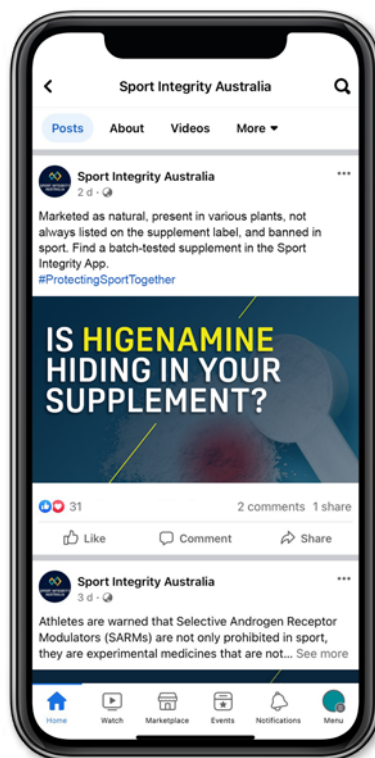 Sport Integrity Australia
Posts About Videos More
Sport Integrity Australia
2 d ·
Marketed as natural, present in various plants, not
always listed on the supplement label, and banned in
sport. Find a batch-tested supplement in the Sport
Integrity App.
#ProtectingSportTogether
IS HIGENAMINE
HIDING IN YOUR
SUPPLEMENT?
31 2 comments 1 share
Like Comment Share
Sport Integrity Australia
3 d ·
Athletes are warned that Selective Androgen Receptor
Modulators (SARMs) are not only prohibited in sport,
they are experimental medicines that are not... See more
Home Watch Marketplace Events Notifications Menu